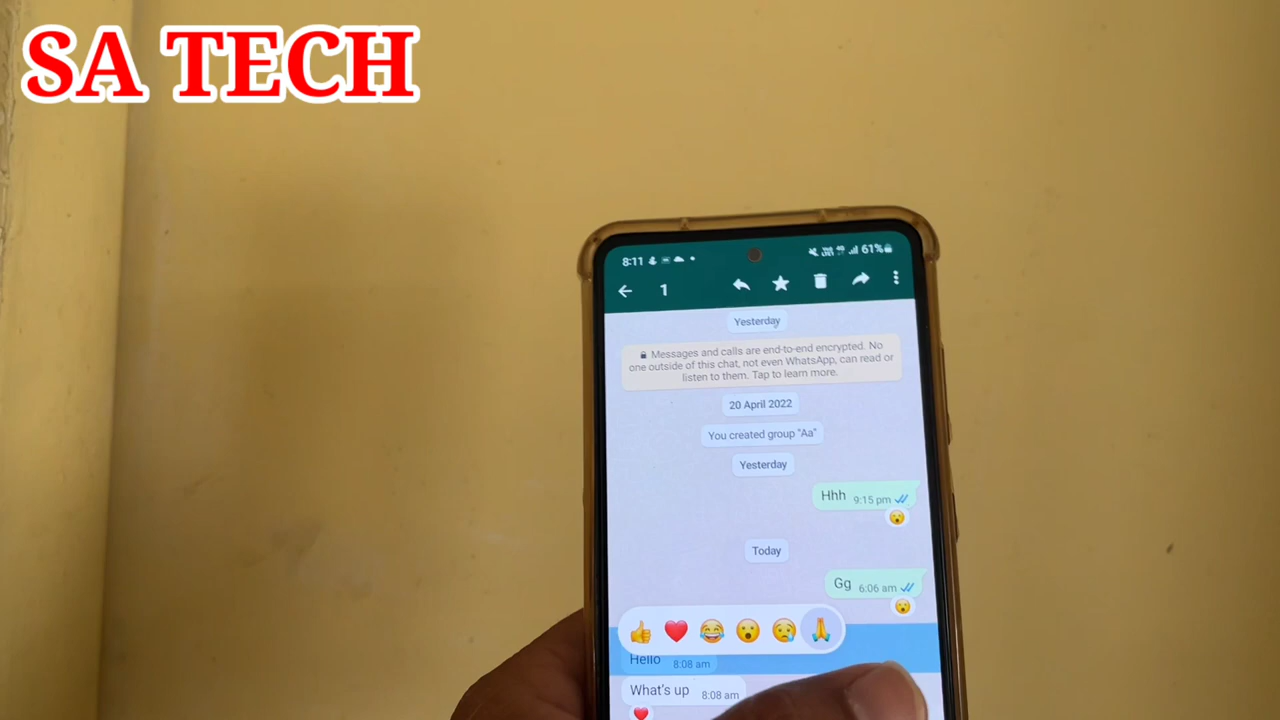 SA TECH
8:11
61%
1
Yesterday
Messages and calls are end-to-end encrypted. No
one outside of this chat, not even WhatsApp, can read or
listen to them. Tap to learn more.
20 April 2022
You created group "Aa"
Yesterday
Hhh 9:15 pm
Today
Gg 6:06 am
Hello 8:08 am
What's up 8:08 am